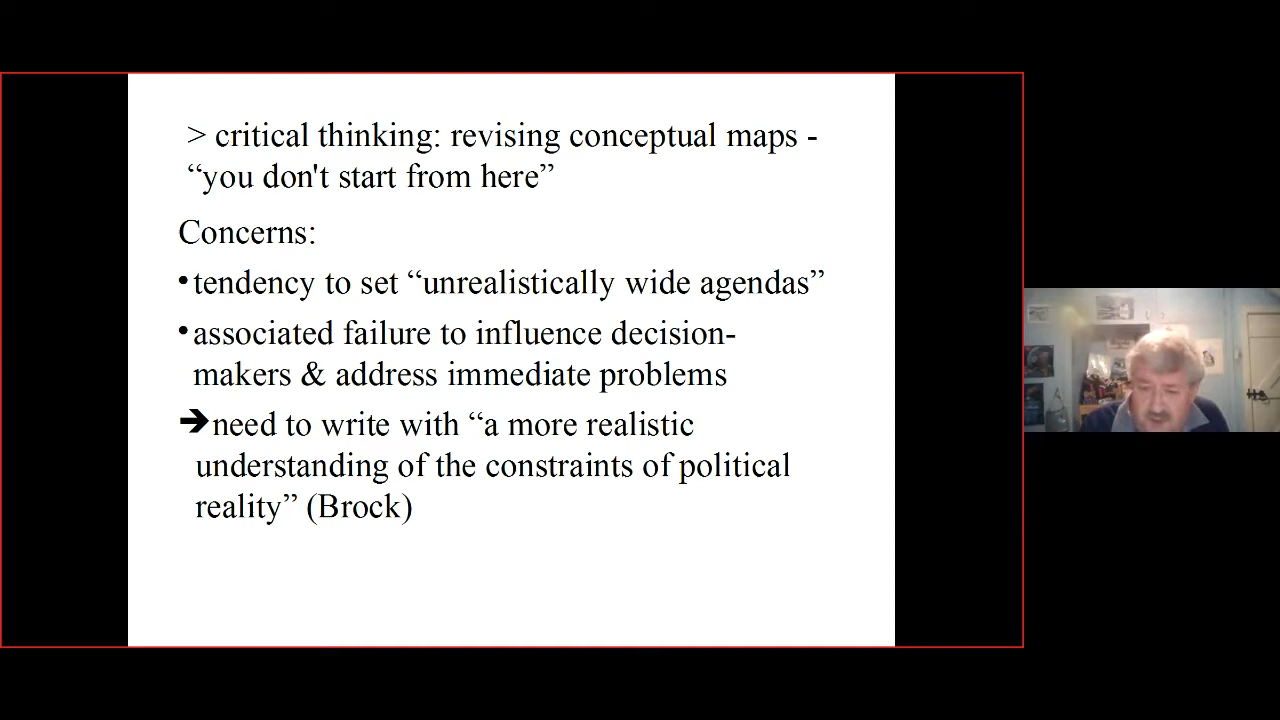 > critical thinking: revising conceptual maps -
“you don't start from here”
Concerns:
•tendency to set “unrealistically wide agendas”
•associated failure to influence decision-
makers & address immediate problems
➔need to write with “a more realistic
understanding of the constraints of political
reality” (Brock)